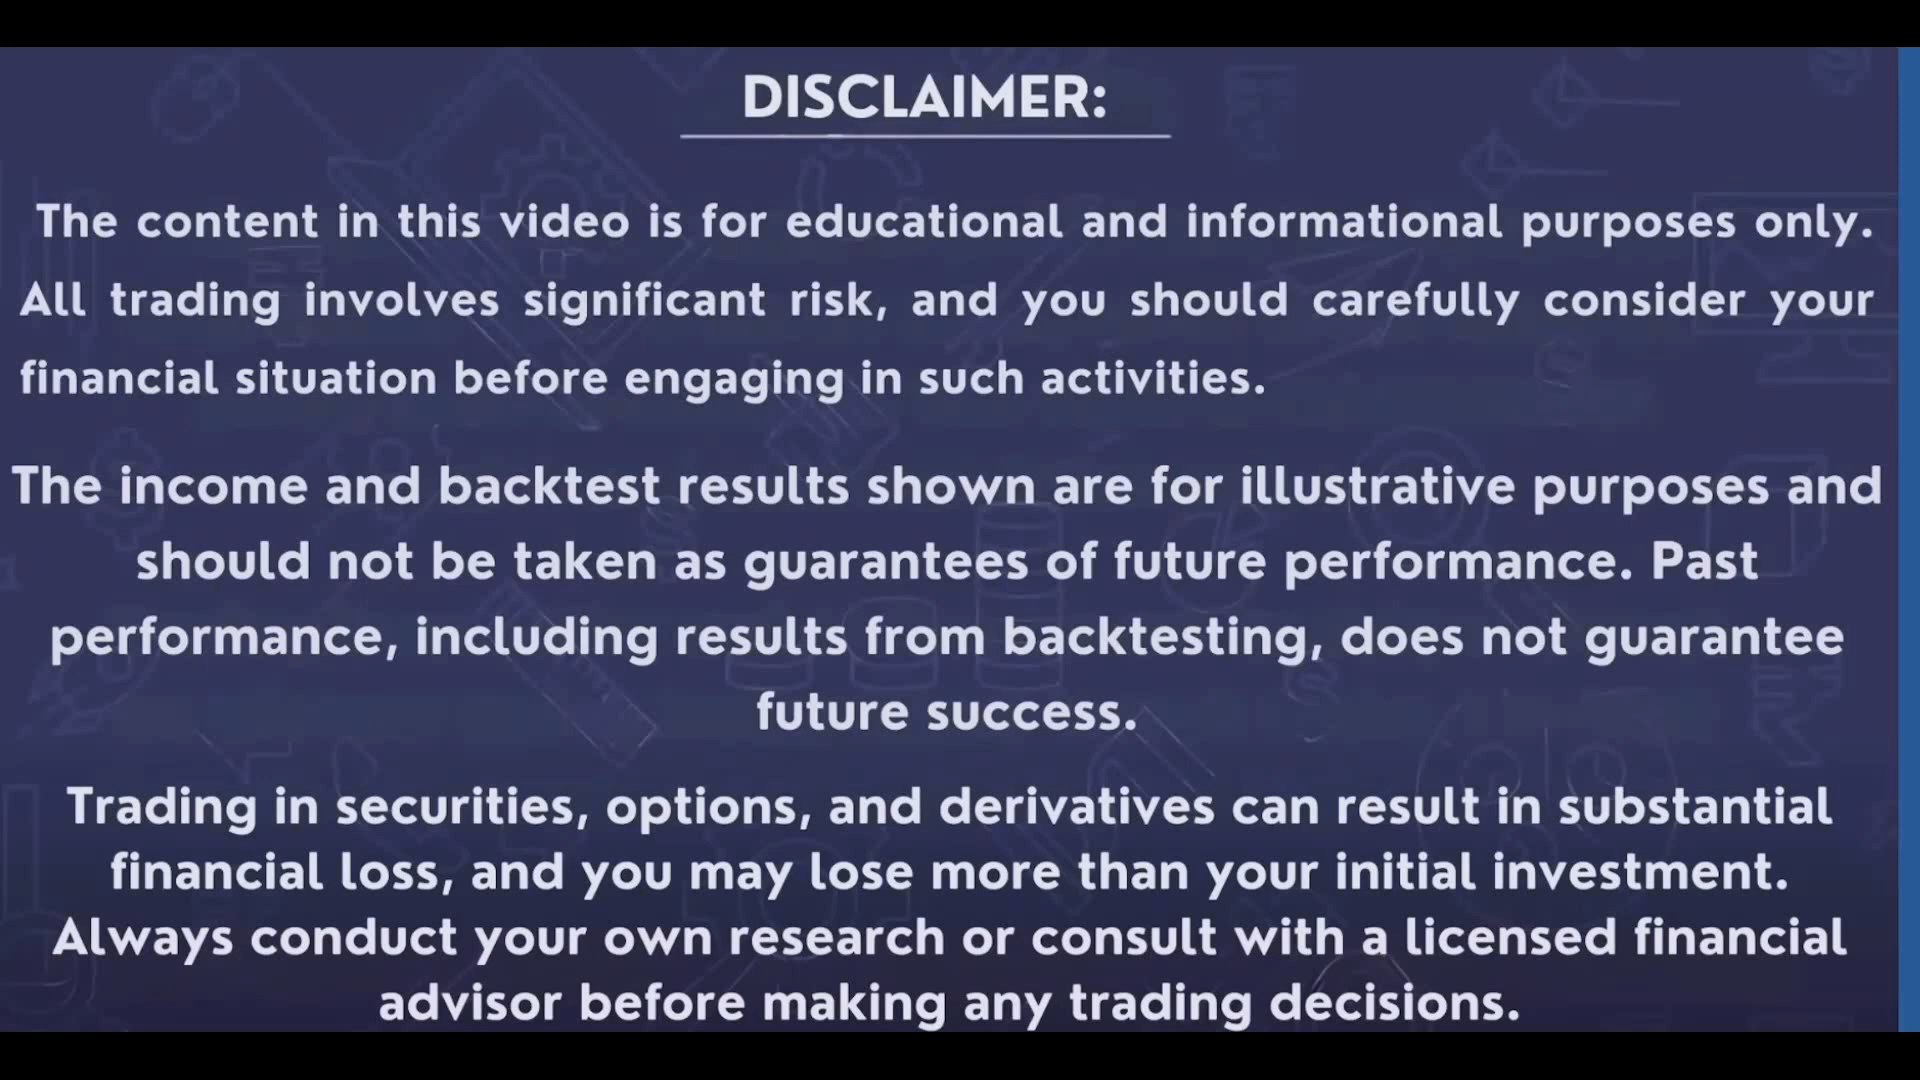 DISCLAIMER:
The content in this video is for educational and informational purposes only.
All trading involves significant risk, and you should carefully consider your
financial situation before engaging in such activities.
The income and backtest results shown are for illustrative purposes and
should not be taken as guarantees of future performance. Past
performance, including results from backtesting, does not guarantee
future success.
Trading in securities, options, and derivatives can result in substantial
financial loss, and you may lose more than your initial investment.
Always conduct your own research or consult with a licensed financial
advisor before making any trading decisions.